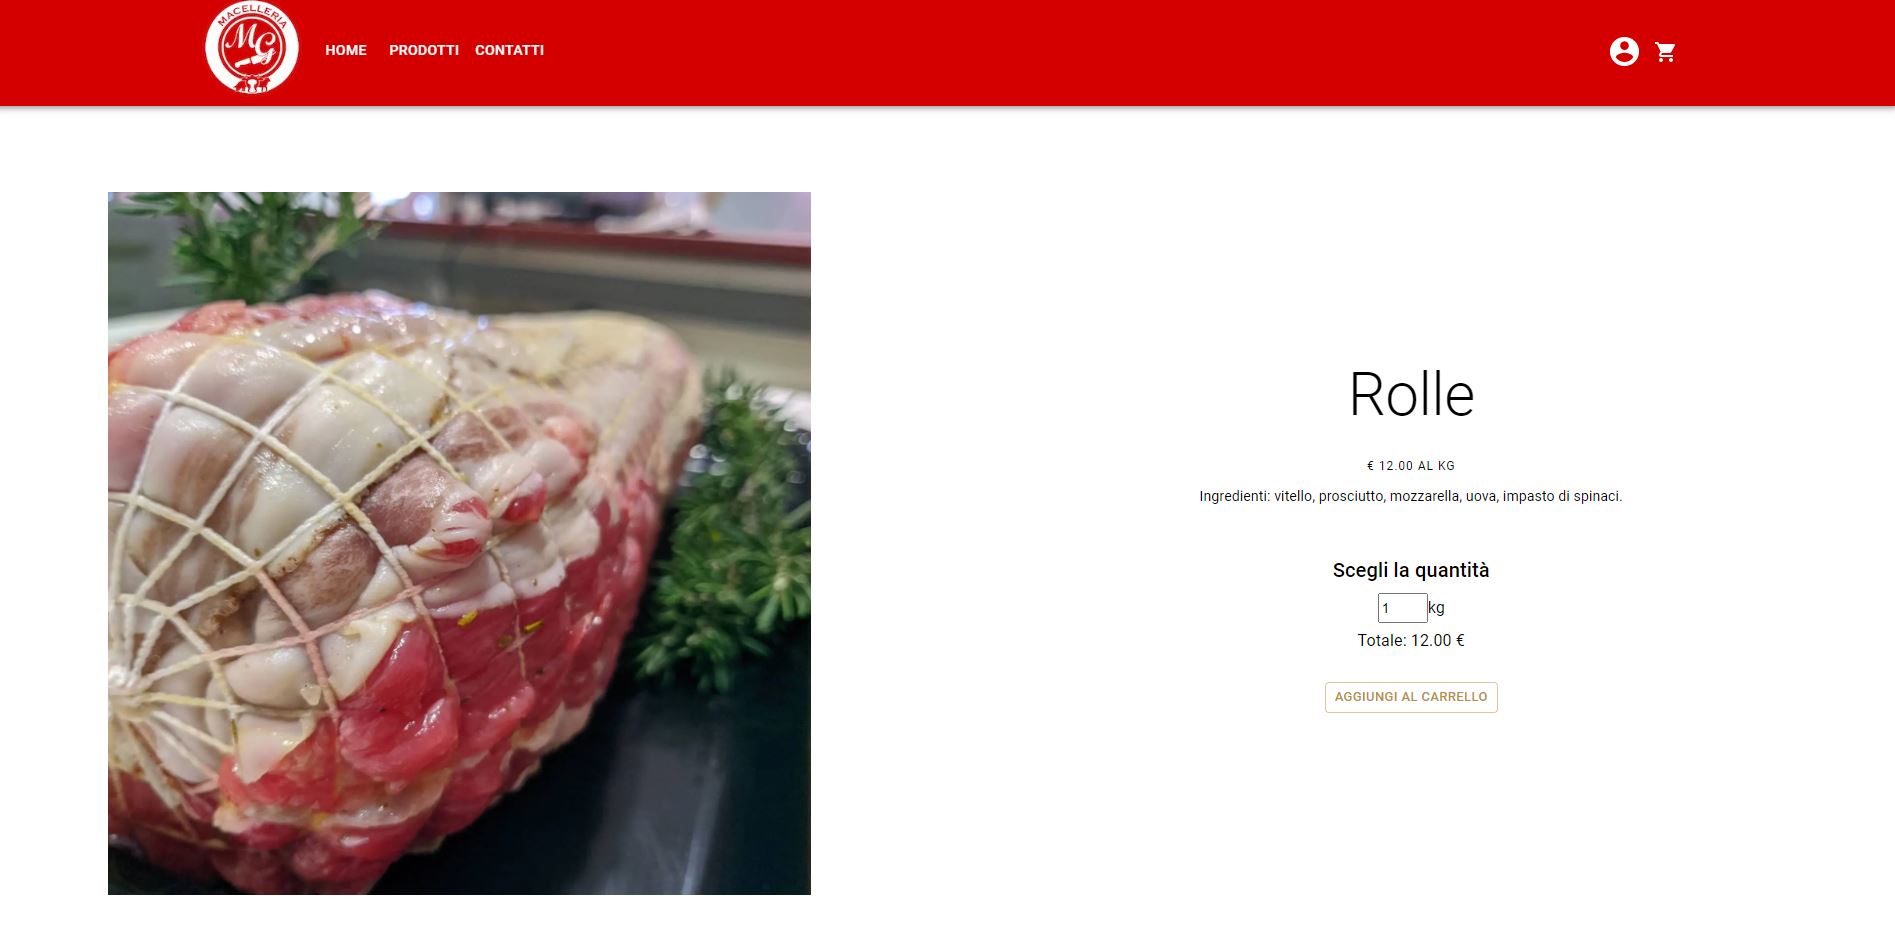 MACELLERIA
MG
HOME PRODOTTI CONTATTI
Rolle
€ 12.00 AL KG
Ingredienti: vitello, prosciutto, mozzarella, uova, impasto di spinaci.
Scegli la quantità
1 kg
Totale: 12.00 €
AGGIUNGI AL CARRELLO